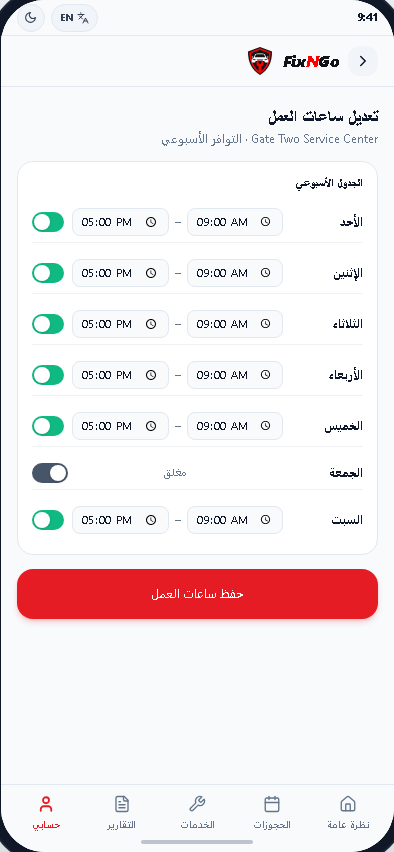 9:41
EN
FixNGo
تعديل ساعات العمل
Gate Two Service Center · التوافر الأسبوعي
الجدول الأسبوعي
الأحد 09:00 AM – 05:00 PM
الإثنين 09:00 AM – 05:00 PM
الثلاثاء 09:00 AM – 05:00 PM
الأربعاء 09:00 AM – 05:00 PM
الخميس 09:00 AM – 05:00 PM
الجمعة مغلق
السبت 09:00 AM – 05:00 PM
حفظ ساعات العمل
نظرة عامة الحجوزات الخدمات التقارير حسابي